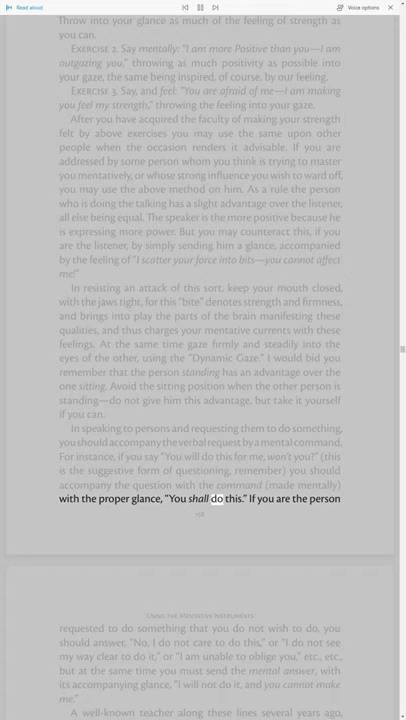 Read aloud
Voice options
Throw into your glance as much of the feeling of strength as
you can.
Exercise 2. Say mentally: "I am more Positive than you—I am
outgazing you," throwing as much positivity as possible into
your gaze, the same being inspired, of course, by our feeling.
Exercise 3. Say, and feel: "You are afraid of me—I am making
you feel my strength," throwing the feeling into your gaze.
After you have acquired the faculty of making your strength
felt by above exercises you may use the same upon other
people when the occasion renders it advisable. If you are
addressed by some person whom you think is trying to master
you mentatively, or whose strong influence you wish to ward off,
you may use the above method on him. As a rule the person
who is doing the talking has a slight advantage over the listener,
all else being equal. The speaker is the more positive because he
is expressing more power. But you may counteract this, if you
are the listener, by simply sending him a glance, accompanied
by the feeling of "I scatter your force into bits—you cannot affect
me!"
In resisting an attack of this sort, keep your mouth closed,
with the jaws tight, for this "bite" denotes strength and firmness,
and brings into play the parts of the brain manifesting these
qualities, and thus charges your mentative currents with these
feelings. At the same time gaze firmly and steadily into the
eyes of the other, using the "Dynamic Gaze." I would bid you
remember that the person standing has an advantage over the
one sitting. Avoid the sitting position when the other person is
standing—do not give him this advantage, but take it yourself
if you can.
In speaking to persons and requesting them to do something,
you should accompany the verbal request by a mental command.
For instance, if you say "You will do this for me, won't you?" (this
is the suggestive form of questioning, remember) you should
accompany the question with the command (made mentally)
with the proper glance, "You shall do this." If you are the person
158
Using the Mentative Instruments
requested to do something that you do not wish to do, you
should answer, "No, I do not care to do this," or "I do not see
my way clear to do it," or "I am unable to oblige you," etc., etc.,
but at the same time you must send the mental answer, with
its accompanying glance, "I will not do it, and you cannot make
me."
A well-known teacher along these lines several years ago,